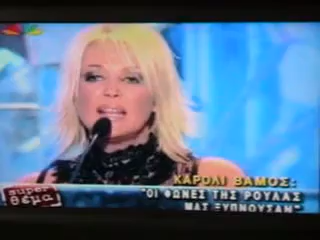 ΚΑΡΟΛΙ ΒΑΜΟΣ:
"ΟΙ ΦΩΝΕΣ ΤΗΣ ΡΟΥΛΑΣ
ΜΑΣ ΞΥΠΝΟΥΣΑΝ"
super
θέμα